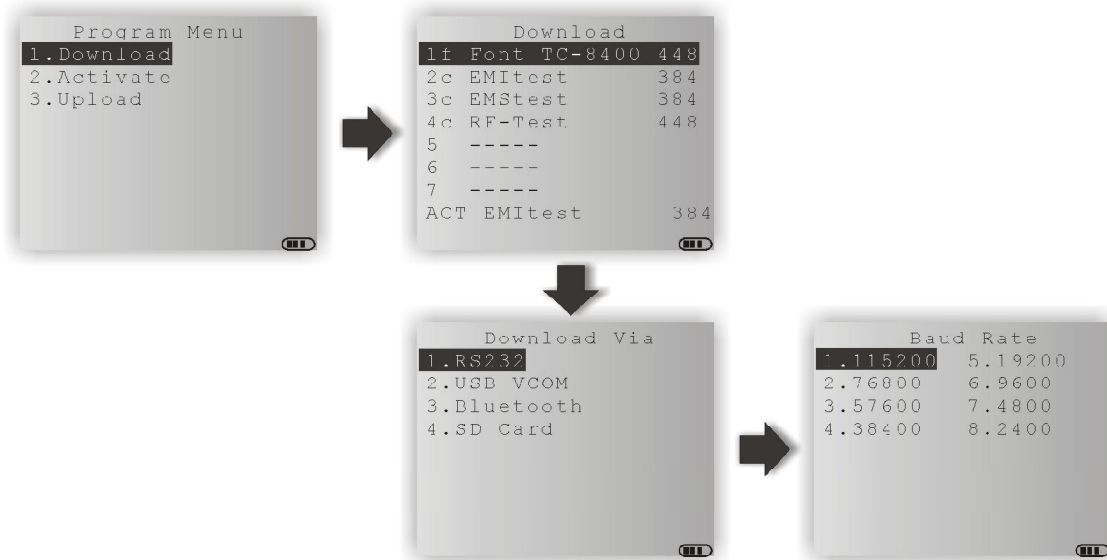 Program Menu
1.Download
2.Activate
3.Upload
Download
1f Font TC-8400 448
2c EMItest 384
3c EMStest 384
4c RF-Test 448
5 -----
6 -----
7 -----
ACT EMItest 384
Download Via
1.RS232
2.USB VCOM
3.Bluetooth
4.SD Card
Baud Rate
1.115200 5.19200
2.76800 6.9600
3.57600 7.4800
4.38400 8.2400